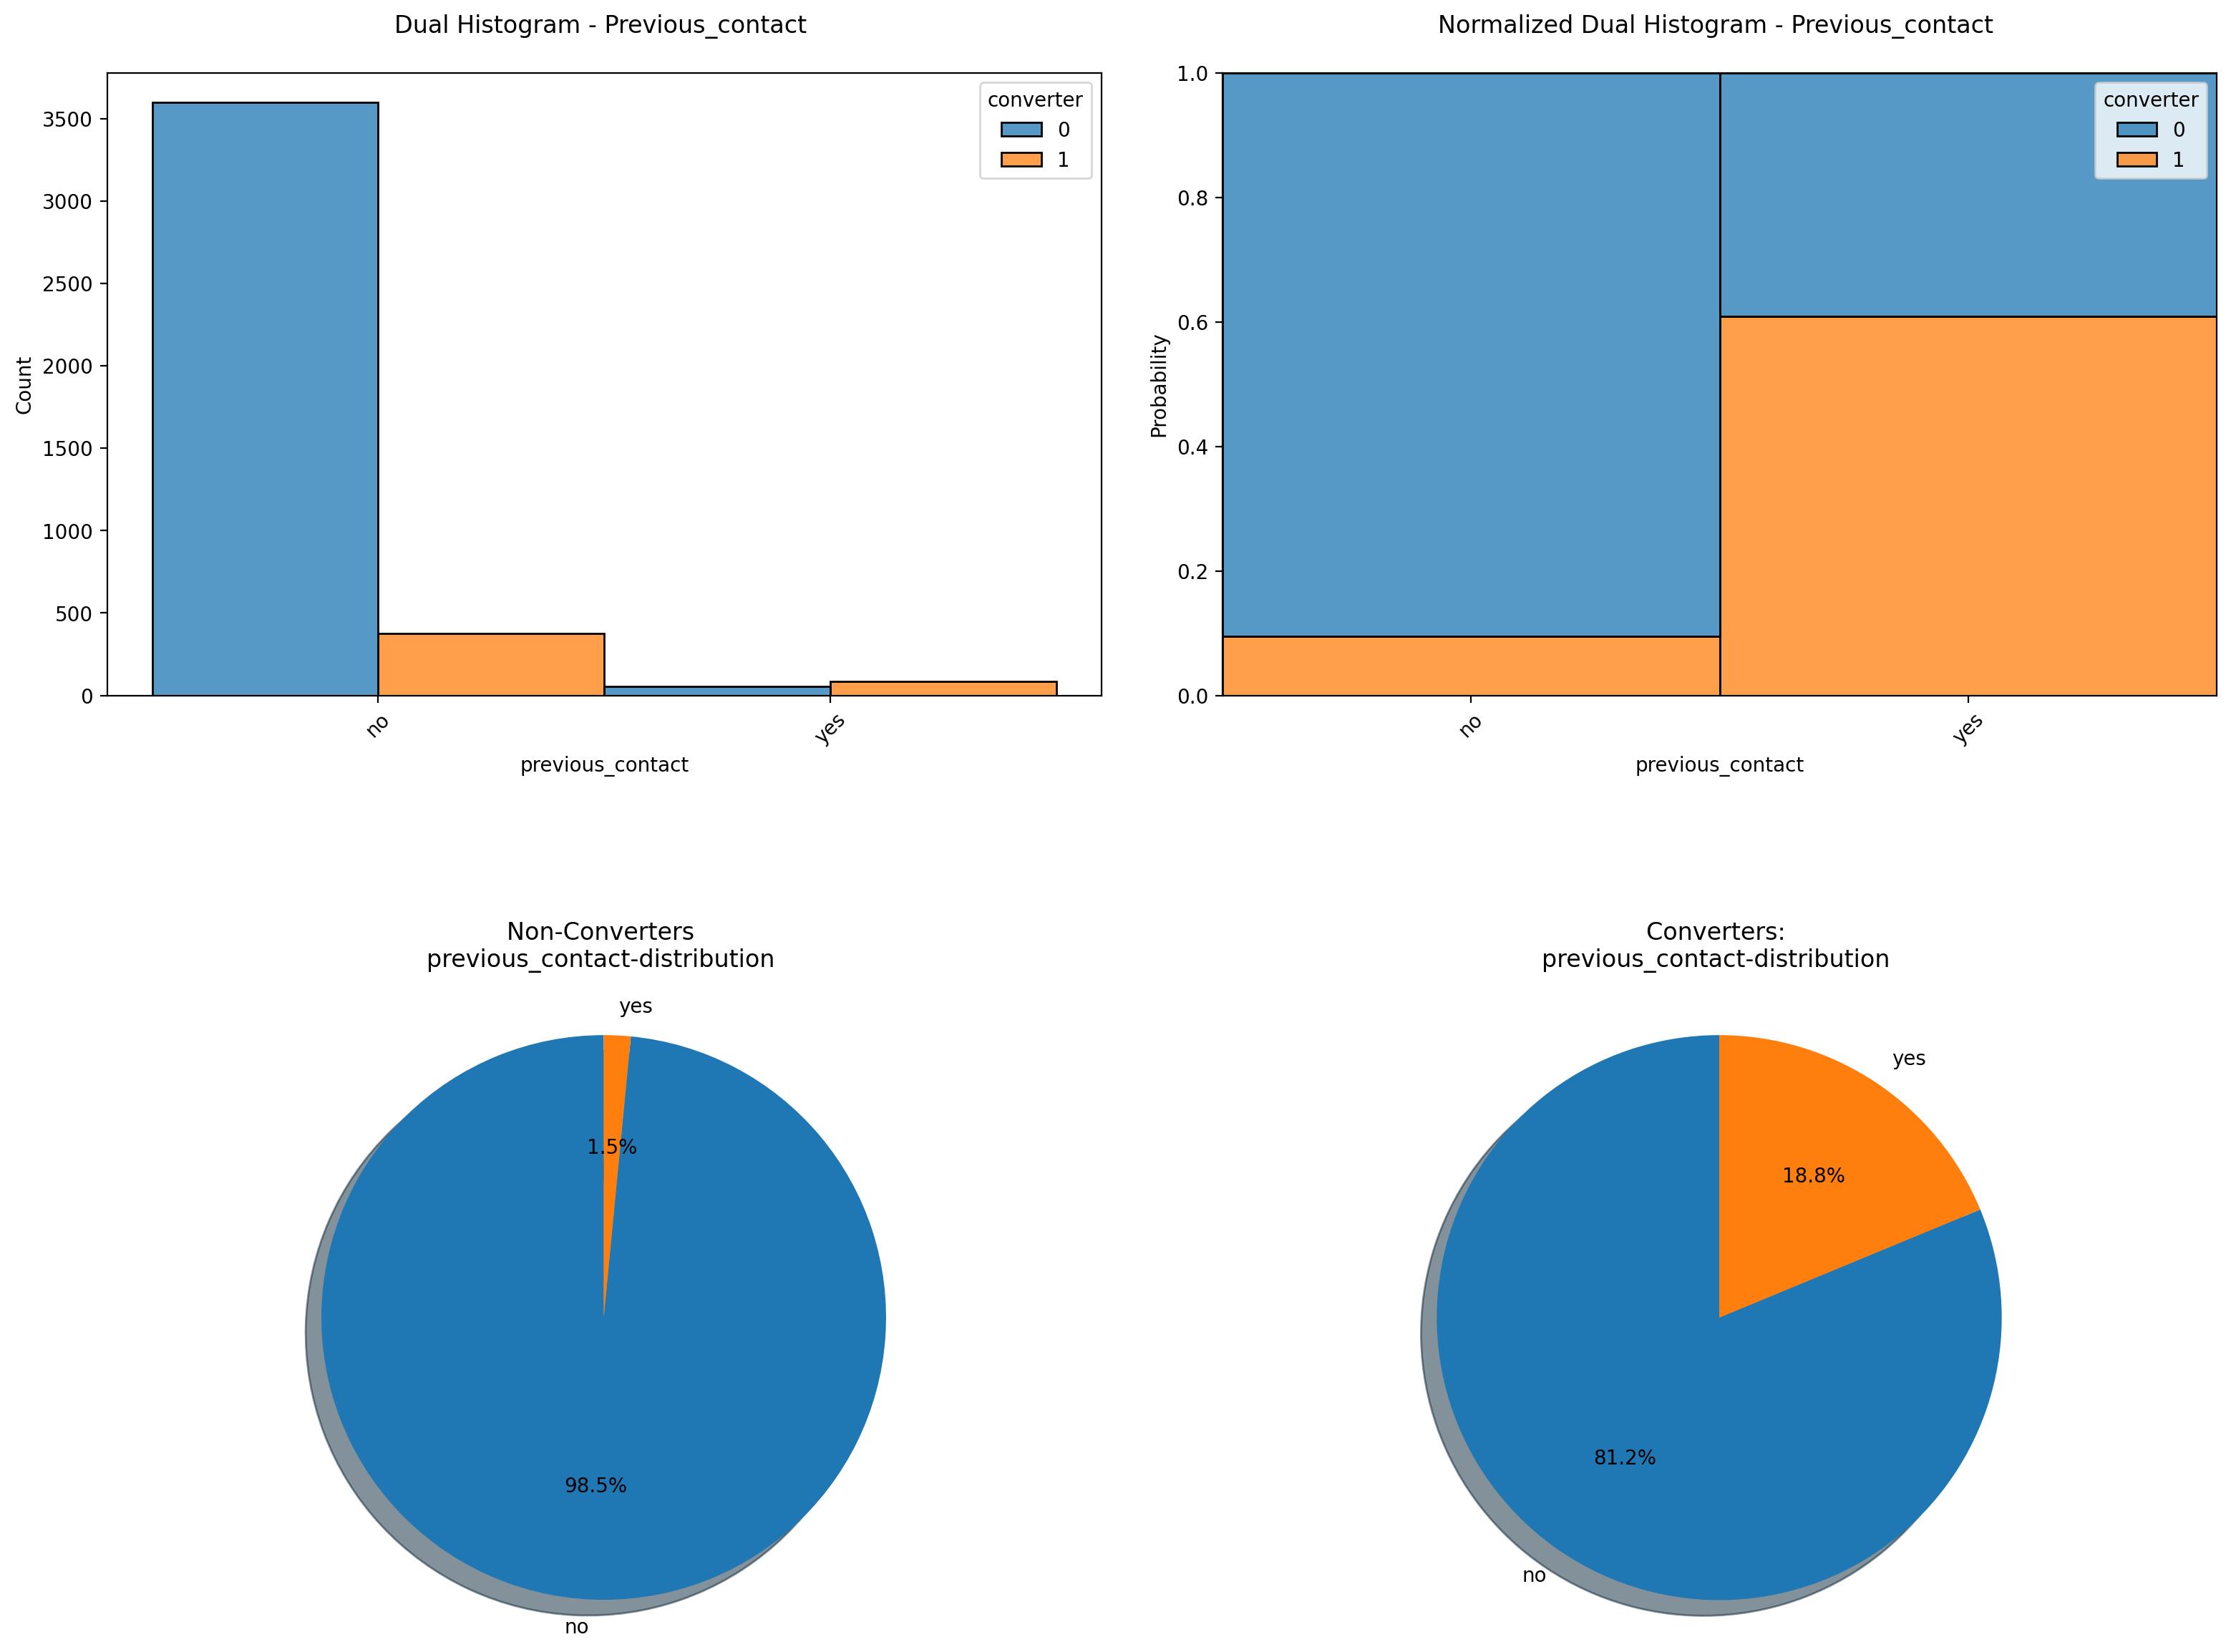 Dual Histogram - Previous_contact
Count
3500
3000
2500
2000
1500
1000
500
0
no
yes
previous_contact
converter
0
1
Normalized Dual Histogram - Previous_contact
Probability
1.0
0.8
0.6
0.4
0.2
0.0
no
yes
previous_contact
converter
0
1
Non-Converters
previous_contact-distribution
yes
1.5%
98.5%
no
Converters:
previous_contact-distribution
yes
18.8%
81.2%
no